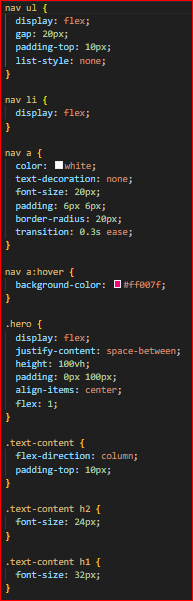 nav ul {
display: flex;
gap: 20px;
padding-top: 10px;
list-style: none;
}
nav li {
display: flex;
}
nav a {
color: white;
text-decoration: none;
font-size: 20px;
padding: 6px 6px;
border-radius: 20px;
transition: 0.3s ease;
}
nav a:hover {
background-color: #ff007f;
}
.hero {
display: flex;
justify-content: space-between;
height: 100vh;
padding: 0px 100px;
align-items: center;
flex: 1;
}
.text-content {
flex-direction: column;
padding-top: 10px;
}
.text-content h2 {
font-size: 24px;
}
.text-content h1 {
font-size: 32px;
}